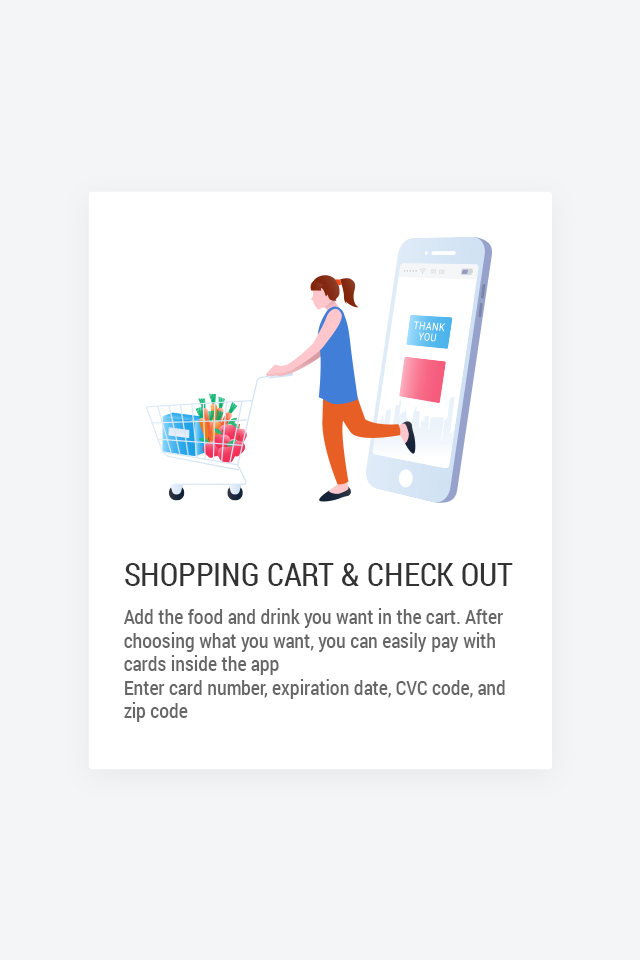 THANK
YOU
SHOPPING CART & CHECK OUT
Add the food and drink you want in the cart. After
choosing what you want, you can easily pay with
cards inside the app
Enter card number, expiration date, CVC code, and
zip code